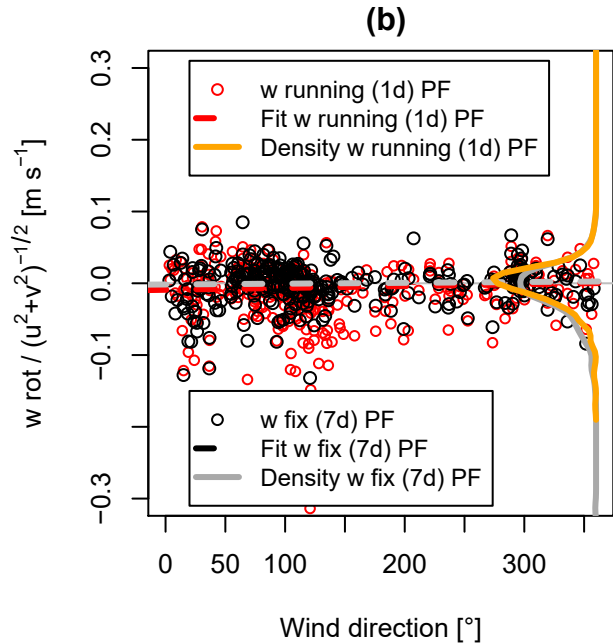 (b)
w rot / (u²+v²)⁻¹/² [m s⁻¹]
0.3
0.2
0.1
0.0
−0.1
−0.3
w running (1d) PF
Fit w running (1d) PF
Density w running (1d) PF
w fix (7d) PF
Fit w fix (7d) PF
Density w fix (7d) PF
0 50 100 200 300
Wind direction [°]